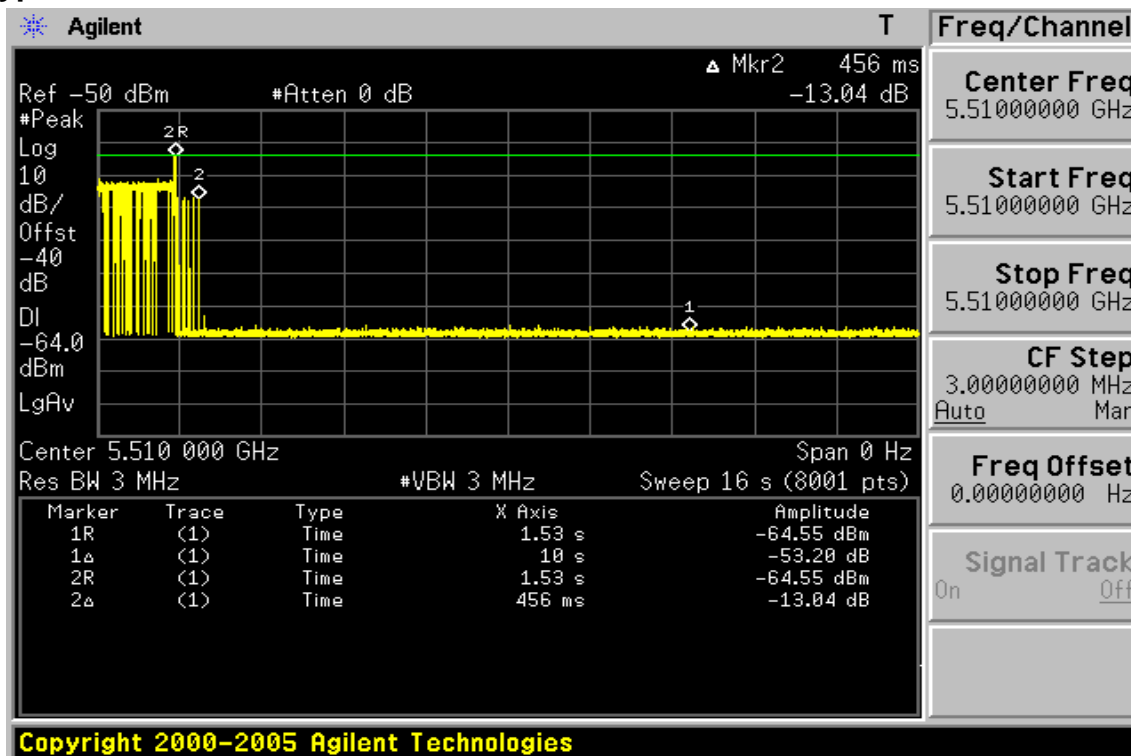 Agilent T
△ Mkr2 456 ms
Ref −50 dBm #Atten 0 dB −13.04 dB
#Peak
Log
10
dB/
Offst
−40
dB
DI
−64.0
dBm
LgAv
2R
2
1
Center 5.510 000 GHz Span 0 Hz
Res BW 3 MHz #VBW 3 MHz Sweep 16 s (8001 pts)
Marker Trace Type X Axis Amplitude
1R (1) Time 1.53 s −64.55 dBm
1△ (1) Time 10 s −53.20 dB
2R (1) Time 1.53 s −64.55 dBm
2△ (1) Time 456 ms −13.04 dB
Copyright 2000–2005 Agilent Technologies
Freq/Channel
Center Freq
5.51000000 GHz
Start Freq
5.51000000 GHz
Stop Freq
5.51000000 GHz
CF Step
3.00000000 MHz
Auto Man
Freq Offset
0.00000000 Hz
Signal Track
On Off